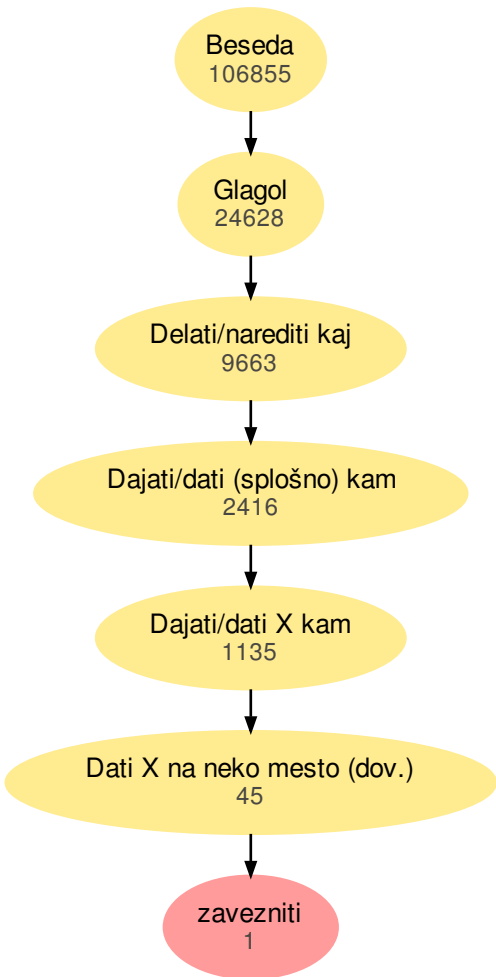 Beseda
106855
Glagol
24628
Delati/narediti kaj
9663
Dajati/dati (splošno) kam
2416
Dajati/dati X kam
1135
Dati X na neko mesto (dov.)
45
zavezniti
1